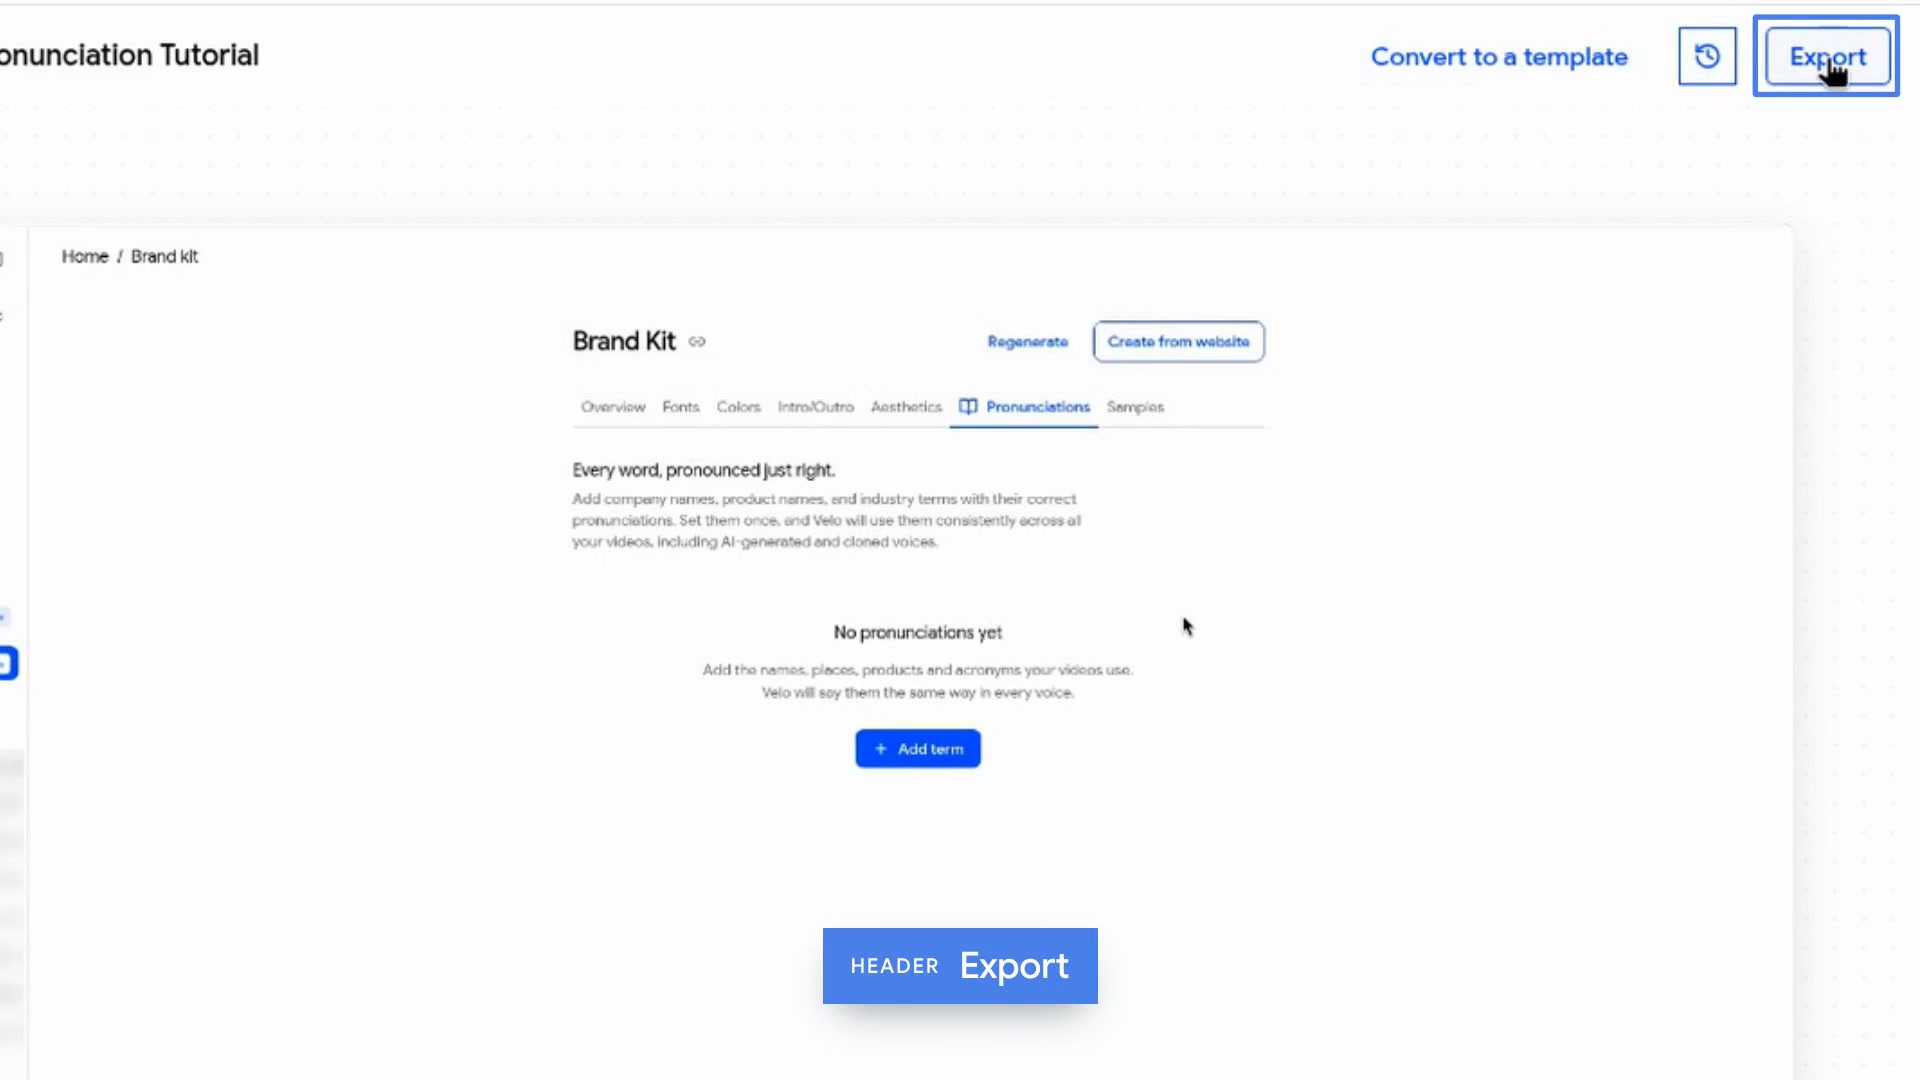 onunciation Tutorial
Convert to a template
Export
Home / Brand kit
Brand Kit
Regenerate
Create from website
Overview Fonts Colors Intro/Outro Aesthetics Pronunciations Samples
Every word, pronounced just right.
Add company names, product names, and industry terms with their correct
pronunciations. Set them once, and Velo will use them consistently across all
your videos, including AI-generated and cloned voices.
No pronunciations yet
Add the names, places, products and acronyms your videos use.
Velo will say them the same way in every voice.
+ Add term
HEADER Export